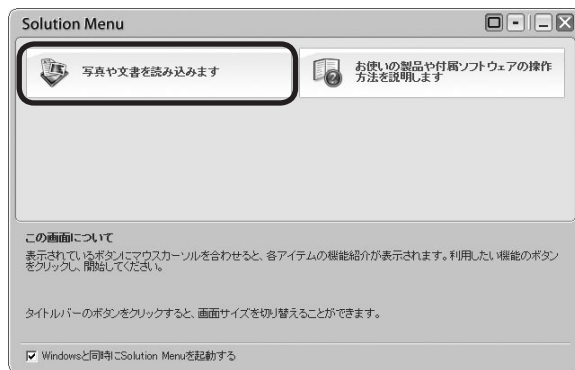 Solution Menu
写真や文書を読み込みます
お使いの製品や付属ソフトウェアの操作
方法を説明します
この画面について
表示されているボタンにマウスカーソルを合わせると、各アイテムの機能紹介が表示されます。利用したい機能のボタン
をクリックし、開始してください。
タイトルバーのボタンをクリックすると、画面サイズを切り替えることができます。
Windowsと同時にSolution Menuを起動する